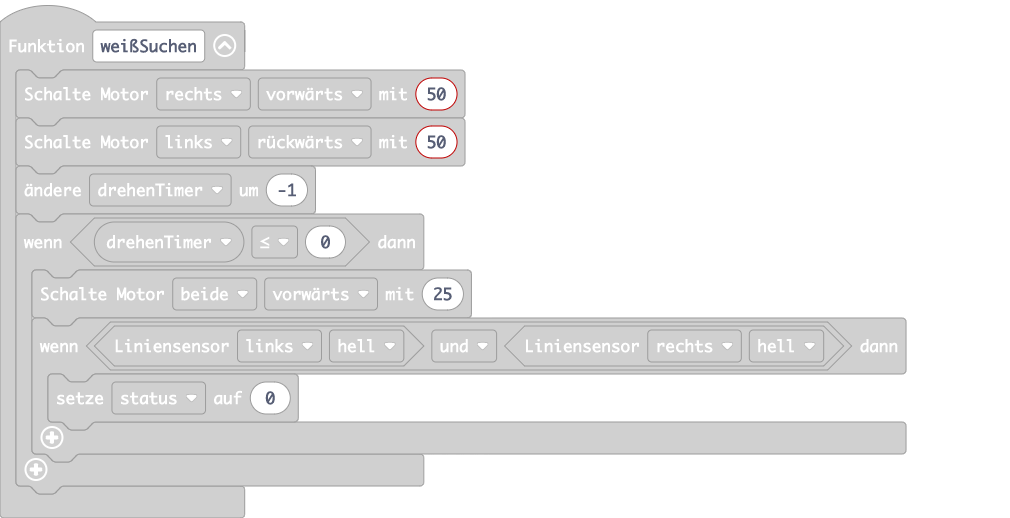 Funktion weißSuchen
Schalte Motor rechts vorwärts mit 50
Schalte Motor links rückwärts mit 50
ändere drehenTimer um -1
wenn drehenTimer ≤ 0 dann
Schalte Motor beide vorwärts mit 25
wenn Liniensensor links hell und Liniensensor rechts hell dann
setze status auf 0